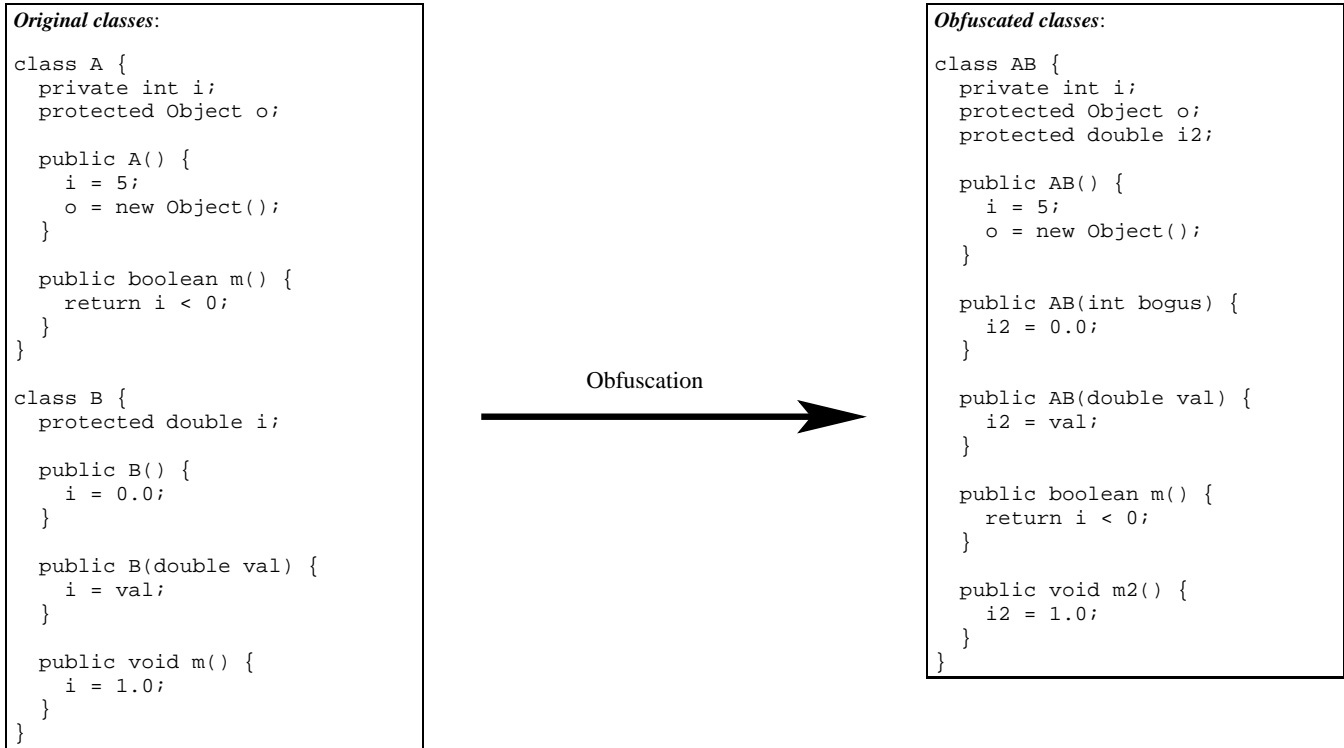 Original classes:
class A {
  private int i;
  protected Object o;

  public A() {
    i = 5;
    o = new Object();
  }

  public boolean m() {
    return i < 0;
  }
}

class B {
  protected double i;

  public B() {
    i = 0.0;
  }

  public B(double val) {
    i = val;
  }

  public void m() {
    i = 1.0;
  }
}
Obfuscation
Obfuscated classes:
class AB {
  private int i;
  protected Object o;
  protected double i2;

  public AB() {
    i = 5;
    o = new Object();
  }

  public AB(int bogus) {
    i2 = 0.0;
  }

  public AB(double val) {
    i2 = val;
  }

  public boolean m() {
    return i < 0;
  }

  public void m2() {
    i2 = 1.0;
  }
}